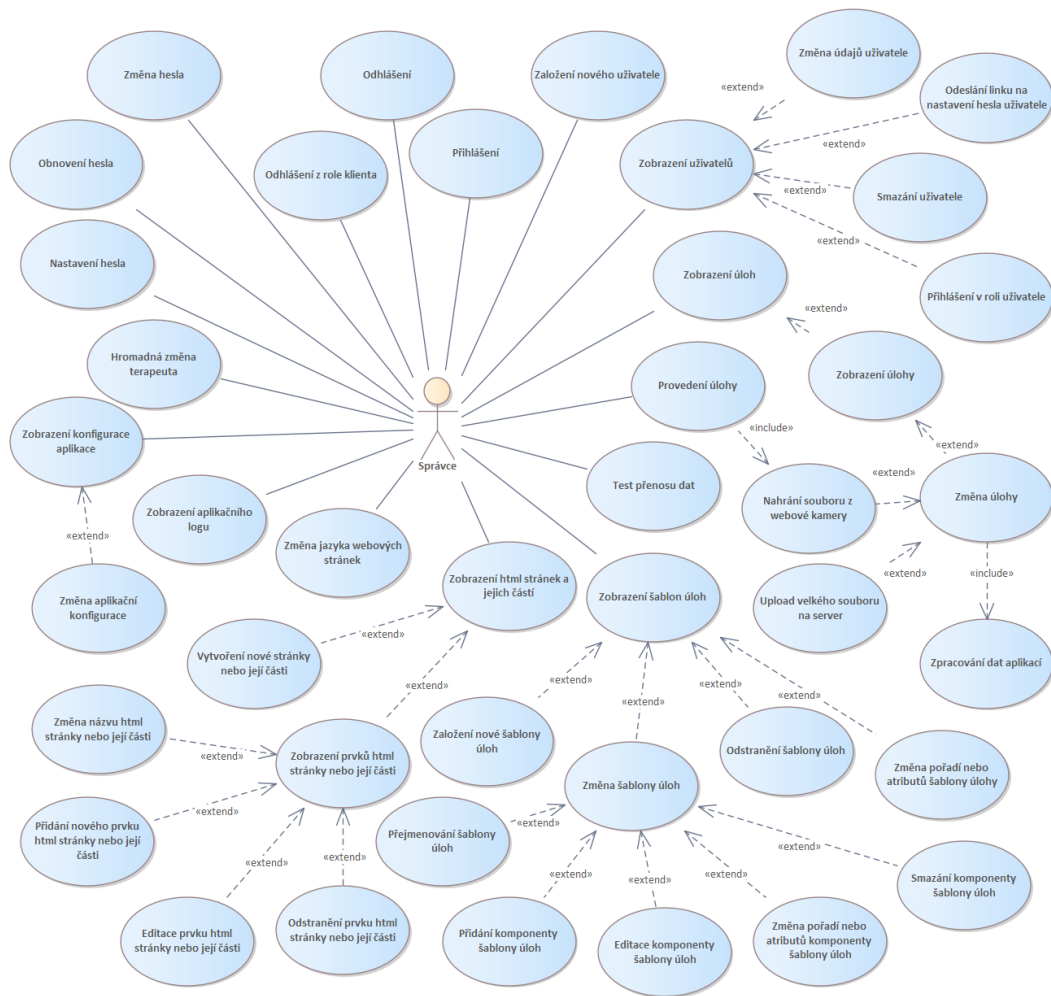 Změna údajů uživatele
Změna hesla
Odhlášení
Založení nového uživatele
«extend»
Odeslání linku na
nastavení hesla uživatele
Obnovení hesla
Odhlášení z role klienta
Přihlášení
Zobrazení uživatelů
«extend»
«extend»
Smazání uživatele
«extend»
Nastavení hesla
Zobrazení úloh
Přihlášení v roli uživatele
«extend»
Hromadná změna
terapeuta
Provedení úlohy
Zobrazení úlohy
Zobrazení konfigurace
aplikace
«include»
«extend»
Správce
Test přenosu dat
«extend»
Nahrání souboru z
webové kamery
Změna úlohy
Zobrazení aplikačního
logu
Změna jazyka webových
stránek
«extend»
Zobrazení html stránek a
jejich částí
Zobrazení šablon úloh
«extend»
«include»
Změna aplikační
konfigurace
Upload velkého souboru
na server
«extend»
Vytvoření nové stránky
nebo její části
Zpracování dat aplikací
«extend»
«extend»
«extend»
«extend»
«extend»
Změna názvu html
stránky nebo její části
«extend»
Zobrazení prvků html
stránky nebo její části
Založení nové šablony
úloh
Odstranění šablony úloh
Změna pořadí nebo
atributů šablony úlohy
Změna šablony úloh
«extend»
Přidání nového prvku
html stránky nebo její
části
Přejmenování šablony
úloh
«extend»
«extend»
«extend»
«extend»
«extend»
«extend»
«extend»
Smazání komponenty
šablony úloh
Editace prvku html
stránky nebo její části
Odstranění prvku html
stránky nebo její části
Přidání komponenty
šablony úloh
Editace komponenty
šablony úloh
Změna pořadí nebo
atributů komponenty
šablony úloh